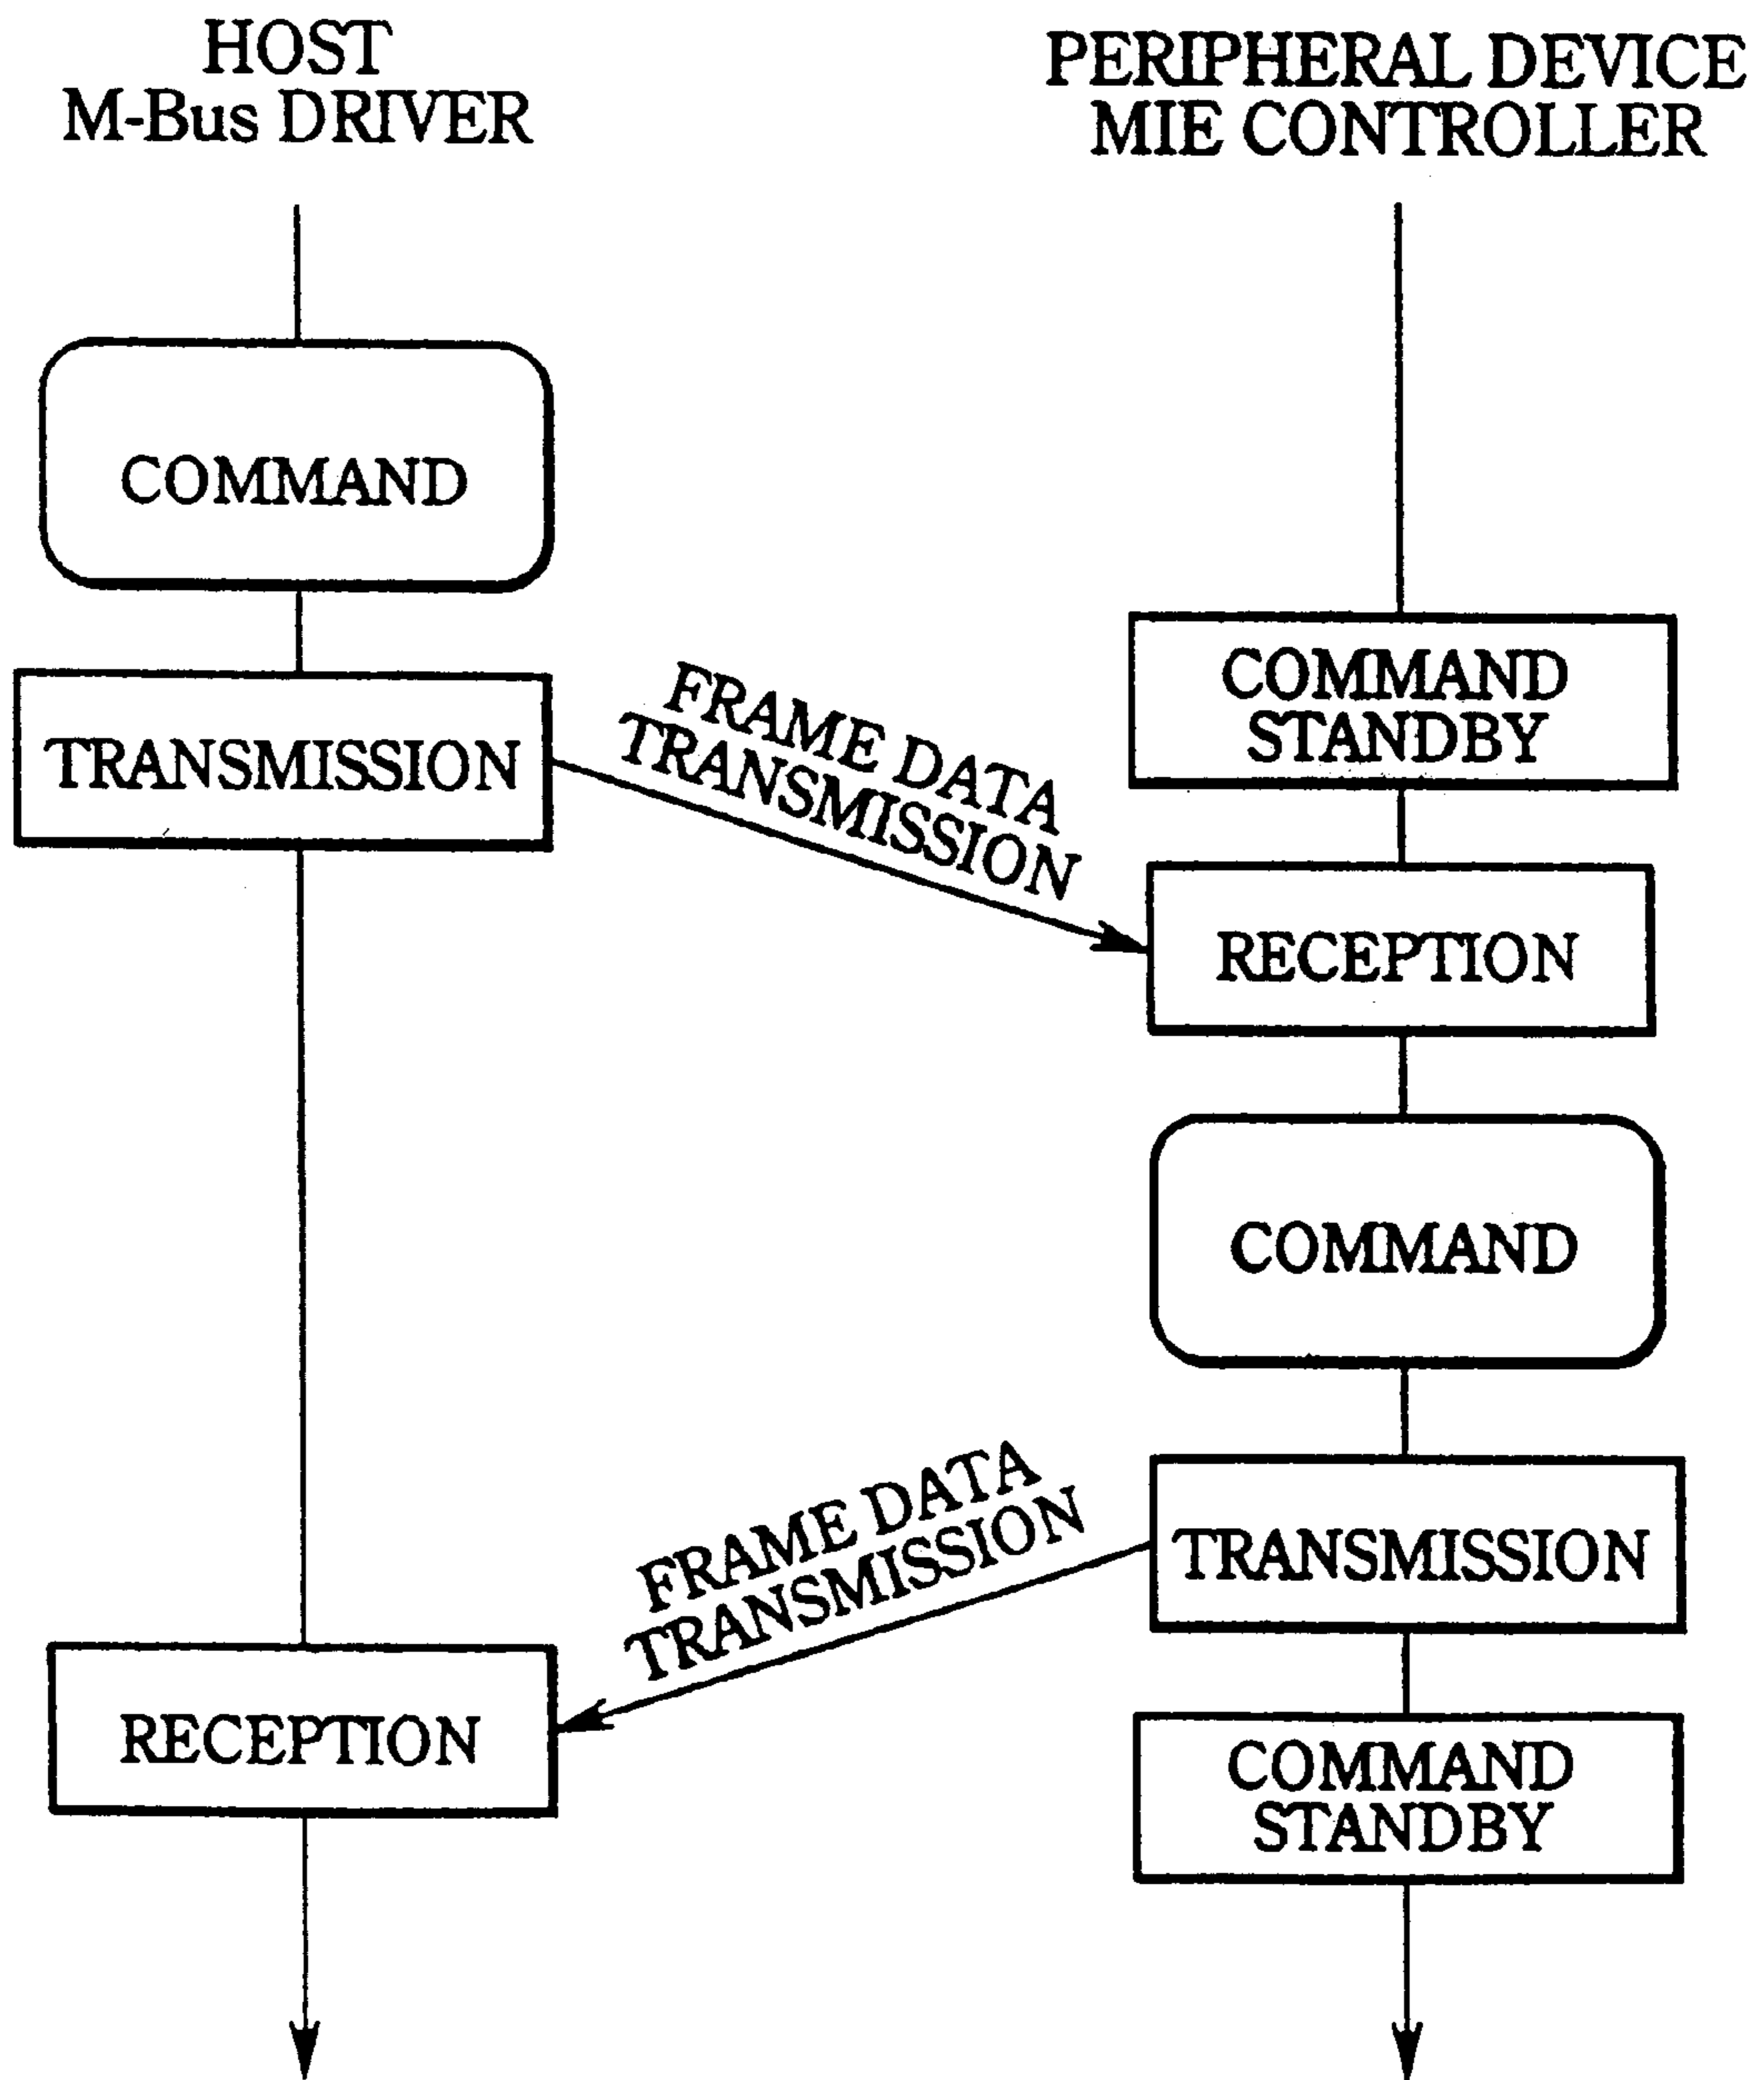 HOST
M-Bus DRIVER
PERIPHERAL DEVICE
MIE CONTROLLER
COMMAND
TRANSMISSION
FRAME DATA
TRANSMISSION
COMMAND
STANDBY
RECEPTION
COMMAND
TRANSMISSION
FRAME DATA
TRANSMISSION
RECEPTION
COMMAND
STANDBY